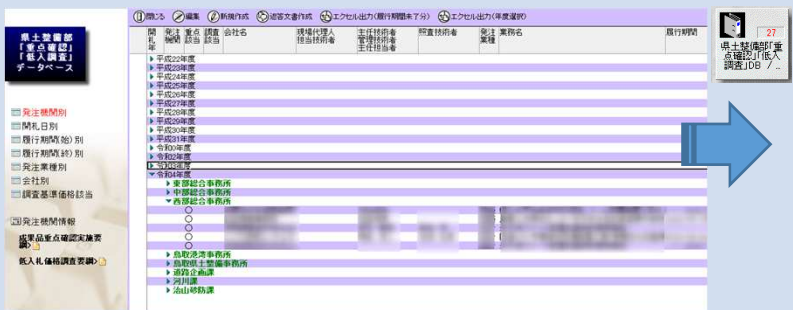 閉じる 編集 新規作成 返答文書作成 エクセル出力(履行期間未了分) エクセル出力(年度選択)
県土整備部
「重点確認」
「低入調査」
データベース
発注機関別
開札日別
履行期間(始)別
履行期間(終)別
発注業種別
会社別
調査基準価格該当
発注機関情報
成果品重点確認実施要
綱>
低入札価格調査要綱>
開札年 発注機関 重点該当 調査該当 会社名 現場代理人 担当技術者 主任技術者 管理技術者 主任担当者 照査技術者 発注業種 業務名 履行期間
平成22年度
平成23年度
平成24年度
平成25年度
平成26年度
平成27年度
平成28年度
平成29年度
平成30年度
平成31年度
令和0年度
令和02年度
令和03年度
令和04年度
東部総合事務所
中部総合事務所
西部総合事務所
○
○
○
○
○
鳥取港湾事務所
鳥取県土整備事務所
道路企画課
河川課
治山砂防課
27
県土整備部「重
点確認」「低入
調査」DB / ..